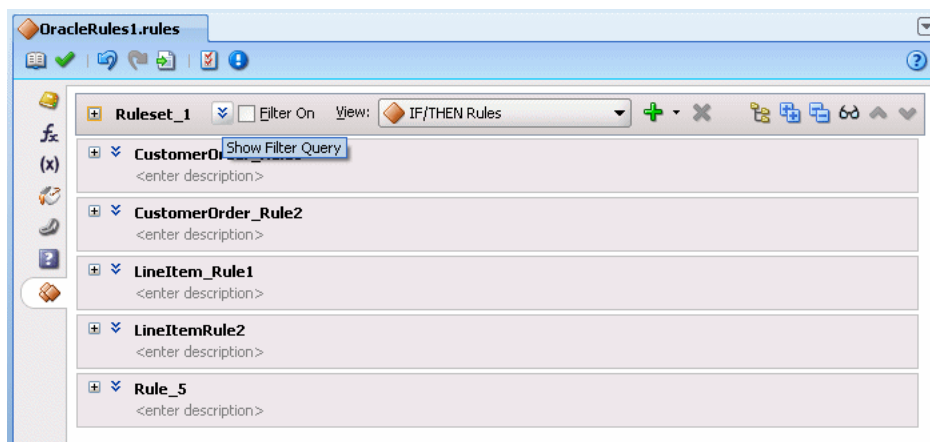 OracleRules1.rules
Ruleset_1 Filter On View: IF/THEN Rules
Show Filter Query
CustomerOr
<enter description>
CustomerOrder_Rule2
<enter description>
LineItem_Rule1
<enter description>
LineItemRule2
<enter description>
Rule_5
<enter description>